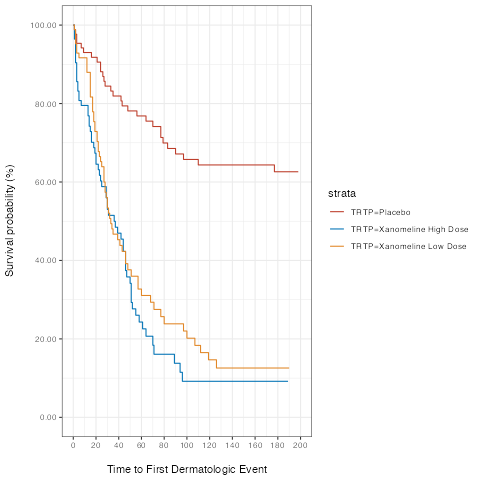 100.00
80.00
60.00
40.00
20.00
0.00
Survival probability (%)
0 20 40 60 80 100 120 140 160 180 200
Time to First Dermatologic Event
strata
TRTP=Placebo
TRTP=Xanomeline High Dose
TRTP=Xanomeline Low Dose